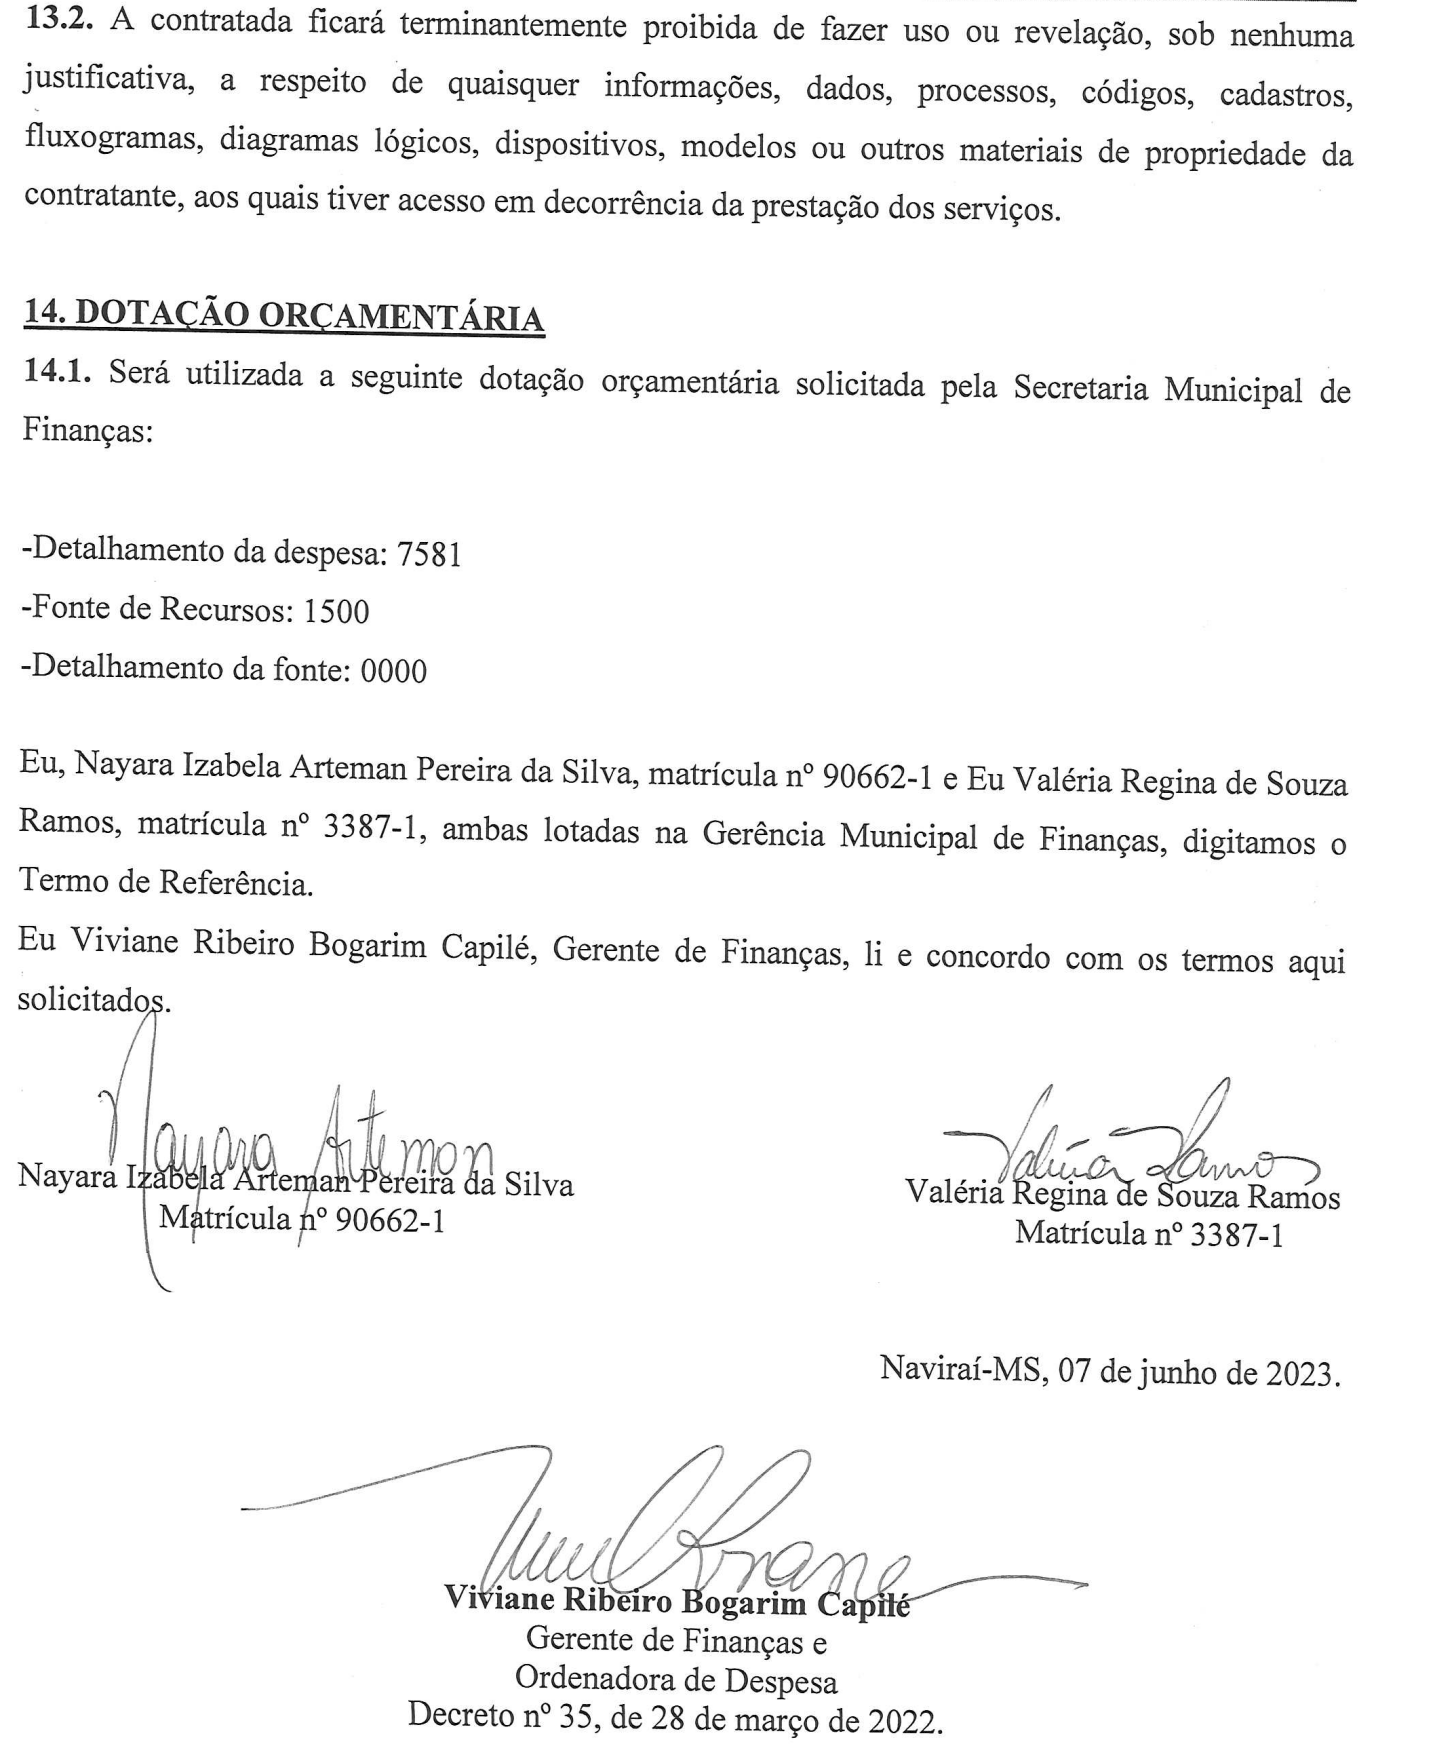 13.2. A contratada ficará terminantemente proibida de fazer uso ou revelação, sob nenhuma
justificativa, a respeito de quaisquer informações, dados, processos, códigos, cadastros,
fluxogramas, diagramas lógicos, dispositivos, modelos ou outros materiais de propriedade da
contratante, aos quais tiver acesso em decorrência da prestação dos serviços.
14. DOTAÇÃO ORÇAMENTÁRIA
14.1. Será utilizada a seguinte dotação orçamentária solicitada pela Secretaria Municipal de
Finanças:
-Detalhamento da despesa: 7581
-Fonte de Recursos: 1500
-Detalhamento da fonte: 0000
Eu, Nayara Izabela Arteman Pereira da Silva, matrícula nº 90662-1 e Eu Valéria Regina de Souza
Ramos, matrícula nº 3387-1, ambas lotadas na Gerência Municipal de Finanças, digitamos o
Termo de Referência.
Eu Viviane Ribeiro Bogarim Capilé, Gerente de Finanças, li e concordo com os termos aqui
solicitados.
Nayara Arteman
Nayara Izabela Arteman Pereira da Silva
Matrícula nº 90662-1
Valéria Ramos
Valéria Regina de Souza Ramos
Matrícula nº 3387-1
Naviraí-MS, 07 de junho de 2023.
Viviane Ribeiro Bogarim Capilé
Gerente de Finanças e
Ordenadora de Despesa
Decreto nº 35, de 28 de março de 2022.